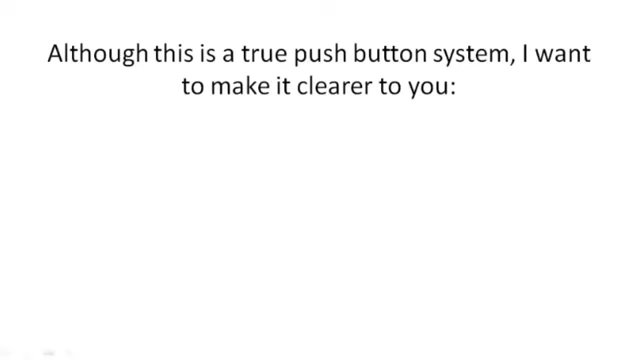 Although this is a true push button system, I want
to make it clearer to you: